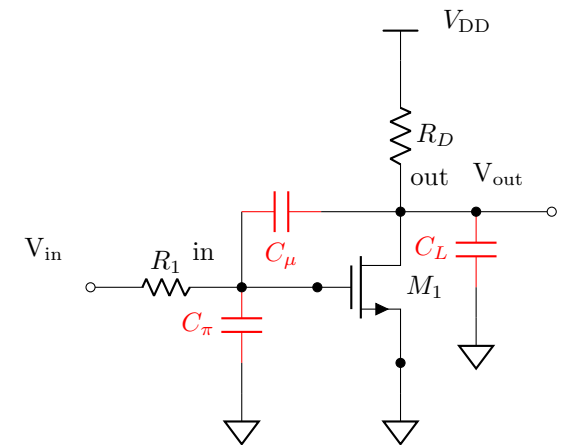 V_DD
R_D
out
V_out
V_in
R_1
in
C_μ
C_L
M_1
C_π